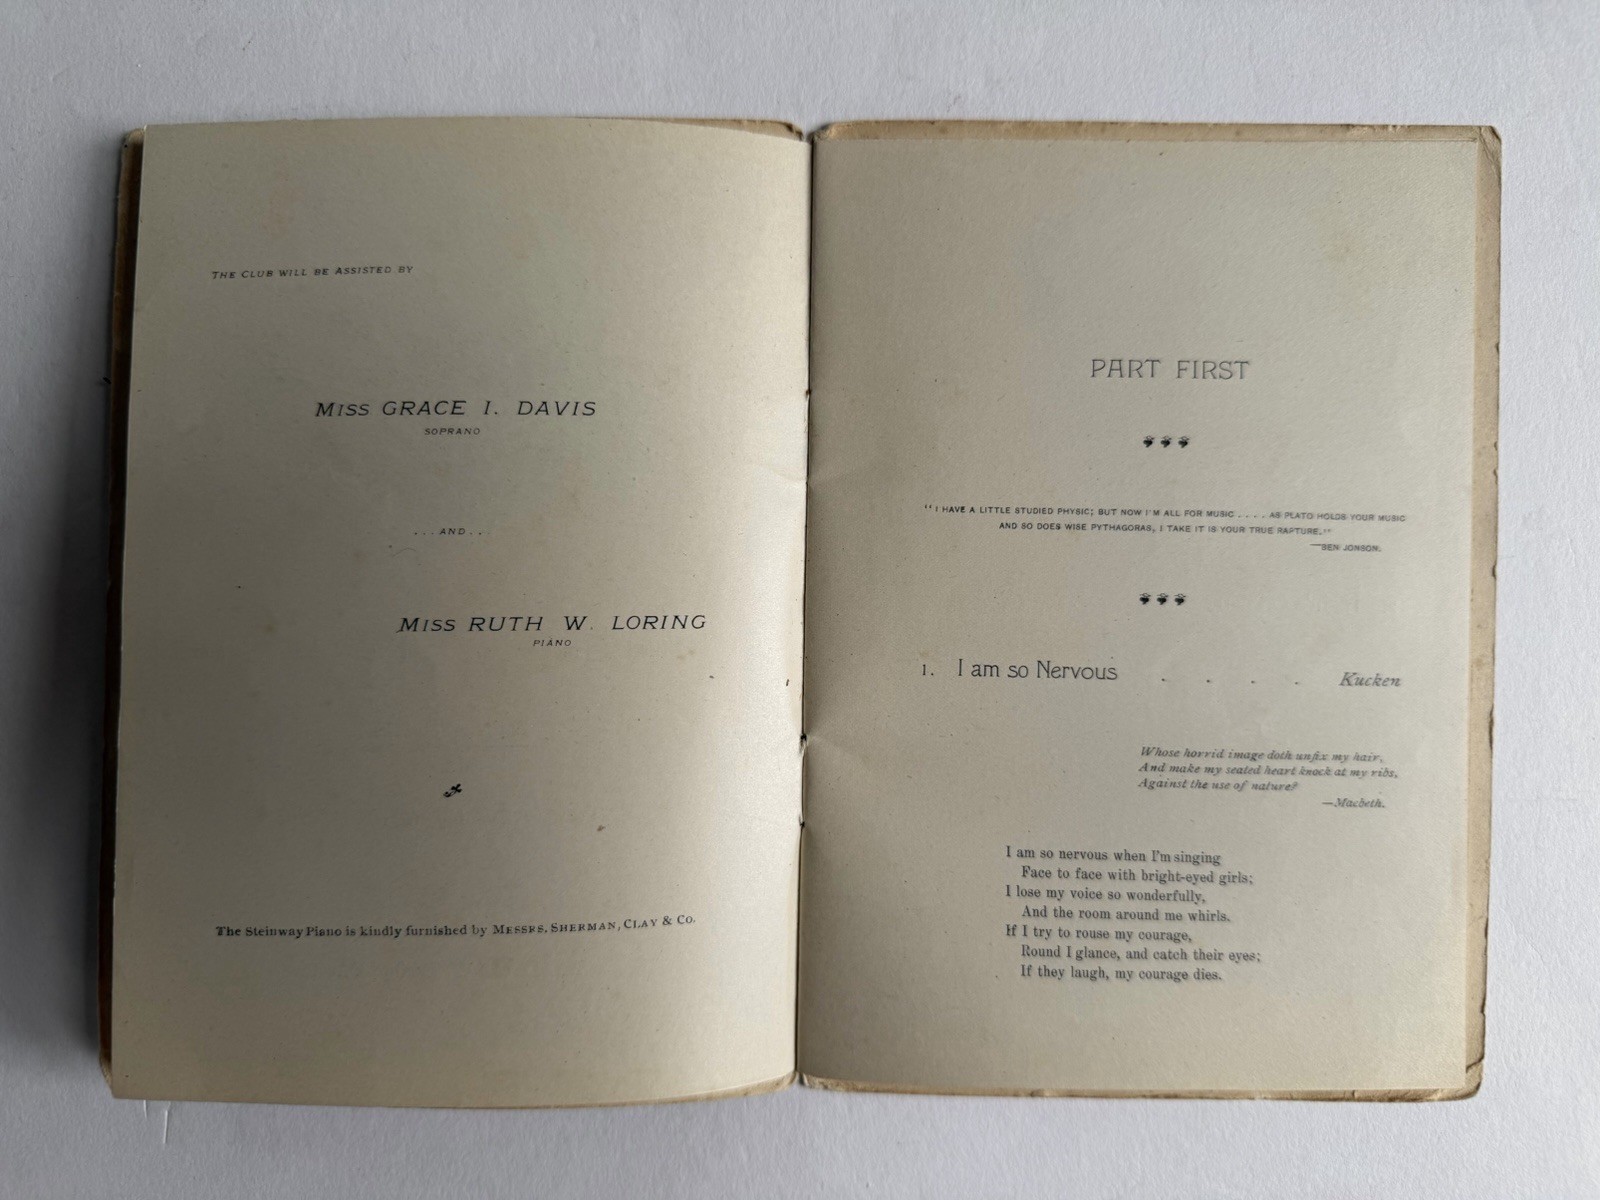 THE CLUB WILL BE ASSISTED BY
MISS GRACE I. DAVIS
SOPRANO
. . . AND . . .
MISS RUTH W. LORING
PIANO
The Steinway Piano is kindly furnished by MESSRS. SHERMAN, CLAY & CO.
PART FIRST
"I HAVE A LITTLE STUDIED PHYSIC; BUT NOW I'M ALL FOR MUSIC . . . . AS PLATO HOLDS YOUR MUSIC
AND SO DOES WISE PYTHAGORAS, I TAKE IT IS YOUR TRUE RAPTURE."
—BEN JONSON.
1. I am so Nervous . . . . Kucken
Whose horrid image doth unfix my hair,
And make my seated heart knock at my ribs,
Against the use of nature?
—Macbeth.
I am so nervous when I'm singing
Face to face with bright-eyed girls;
I lose my voice so wonderfully,
And the room around me whirls.
If I try to rouse my courage,
Round I glance, and catch their eyes;
If they laugh, my courage dies.